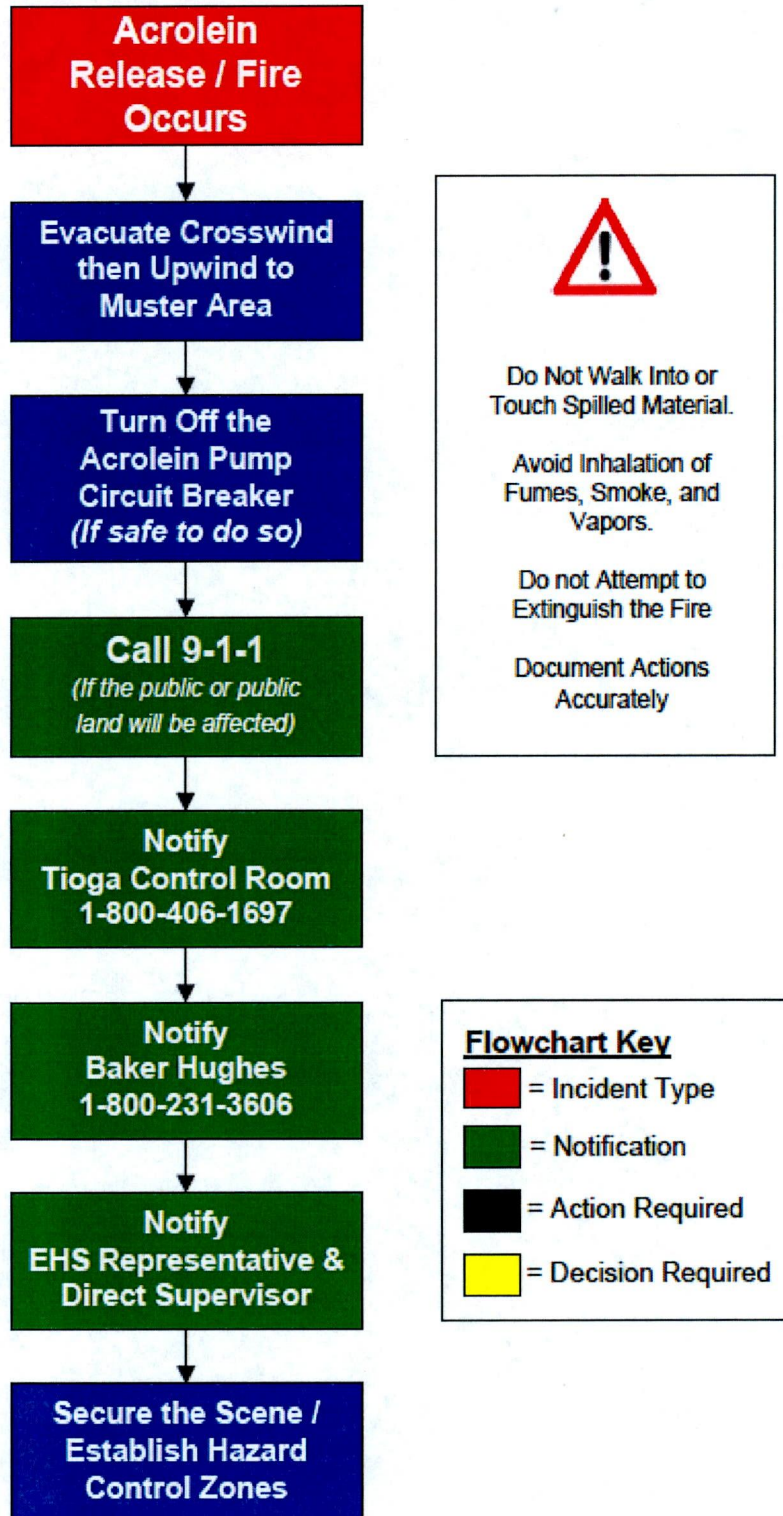 Acrolein
Release / Fire
Occurs
Evacuate Crosswind
then Upwind to
Muster Area
Turn Off the
Acrolein Pump
Circuit Breaker
(If safe to do so)
Call 9-1-1
(If the public or public
land will be affected)
Notify
Tioga Control Room
1-800-406-1697
Notify
Baker Hughes
1-800-231-3606
Notify
EHS Representative &
Direct Supervisor
Secure the Scene /
Establish Hazard
Control Zones
!
Do Not Walk Into or
Touch Spilled Material.
Avoid Inhalation of
Fumes, Smoke, and
Vapors.
Do not Attempt to
Extinguish the Fire
Document Actions
Accurately
Flowchart Key
= Incident Type
= Notification
= Action Required
= Decision Required